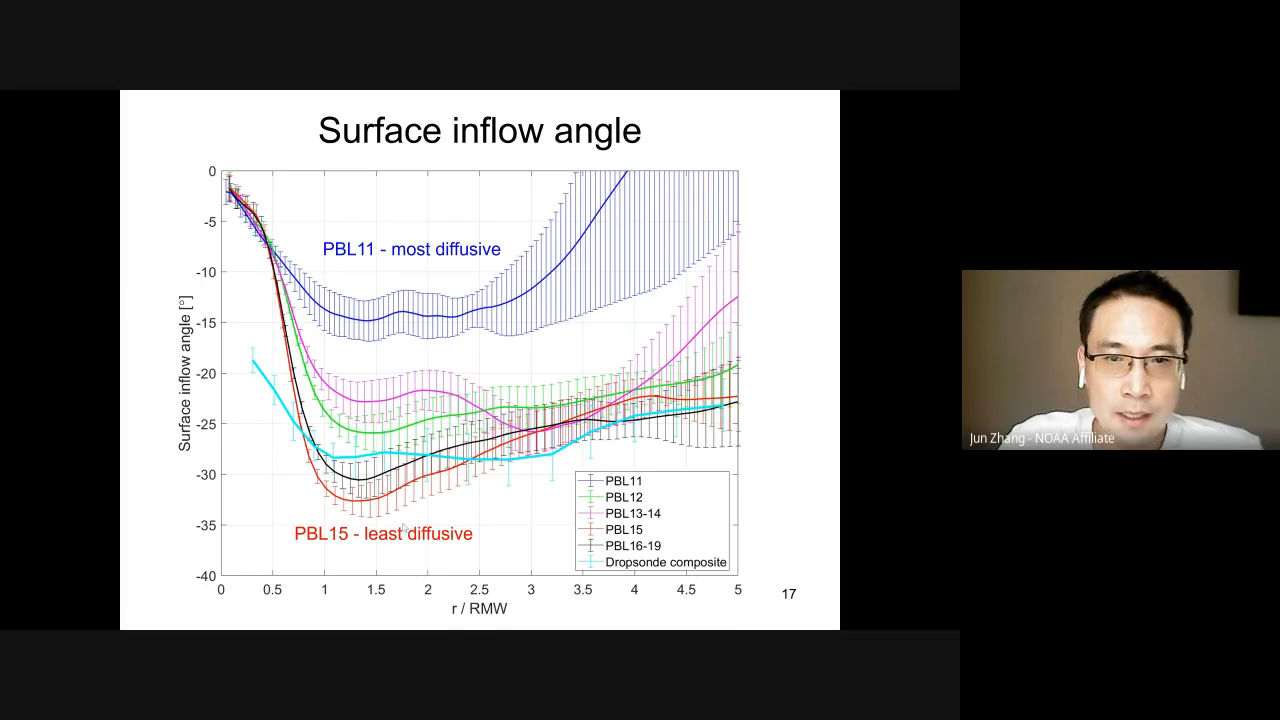 Surface inflow angle
0
-5
-10
-15
-20
-25
-30
-35
-40
Surface inflow angle [°]
PBL11 - most diffusive
PBL15 - least diffusive
PBL11
PBL12
PBL13-14
PBL15
PBL16-19
Dropsonde composite
0 0.5 1 1.5 2 2.5 3 3.5 4 4.5 5
r / RMW
17
Jun Zhang - NOAA Affiliate